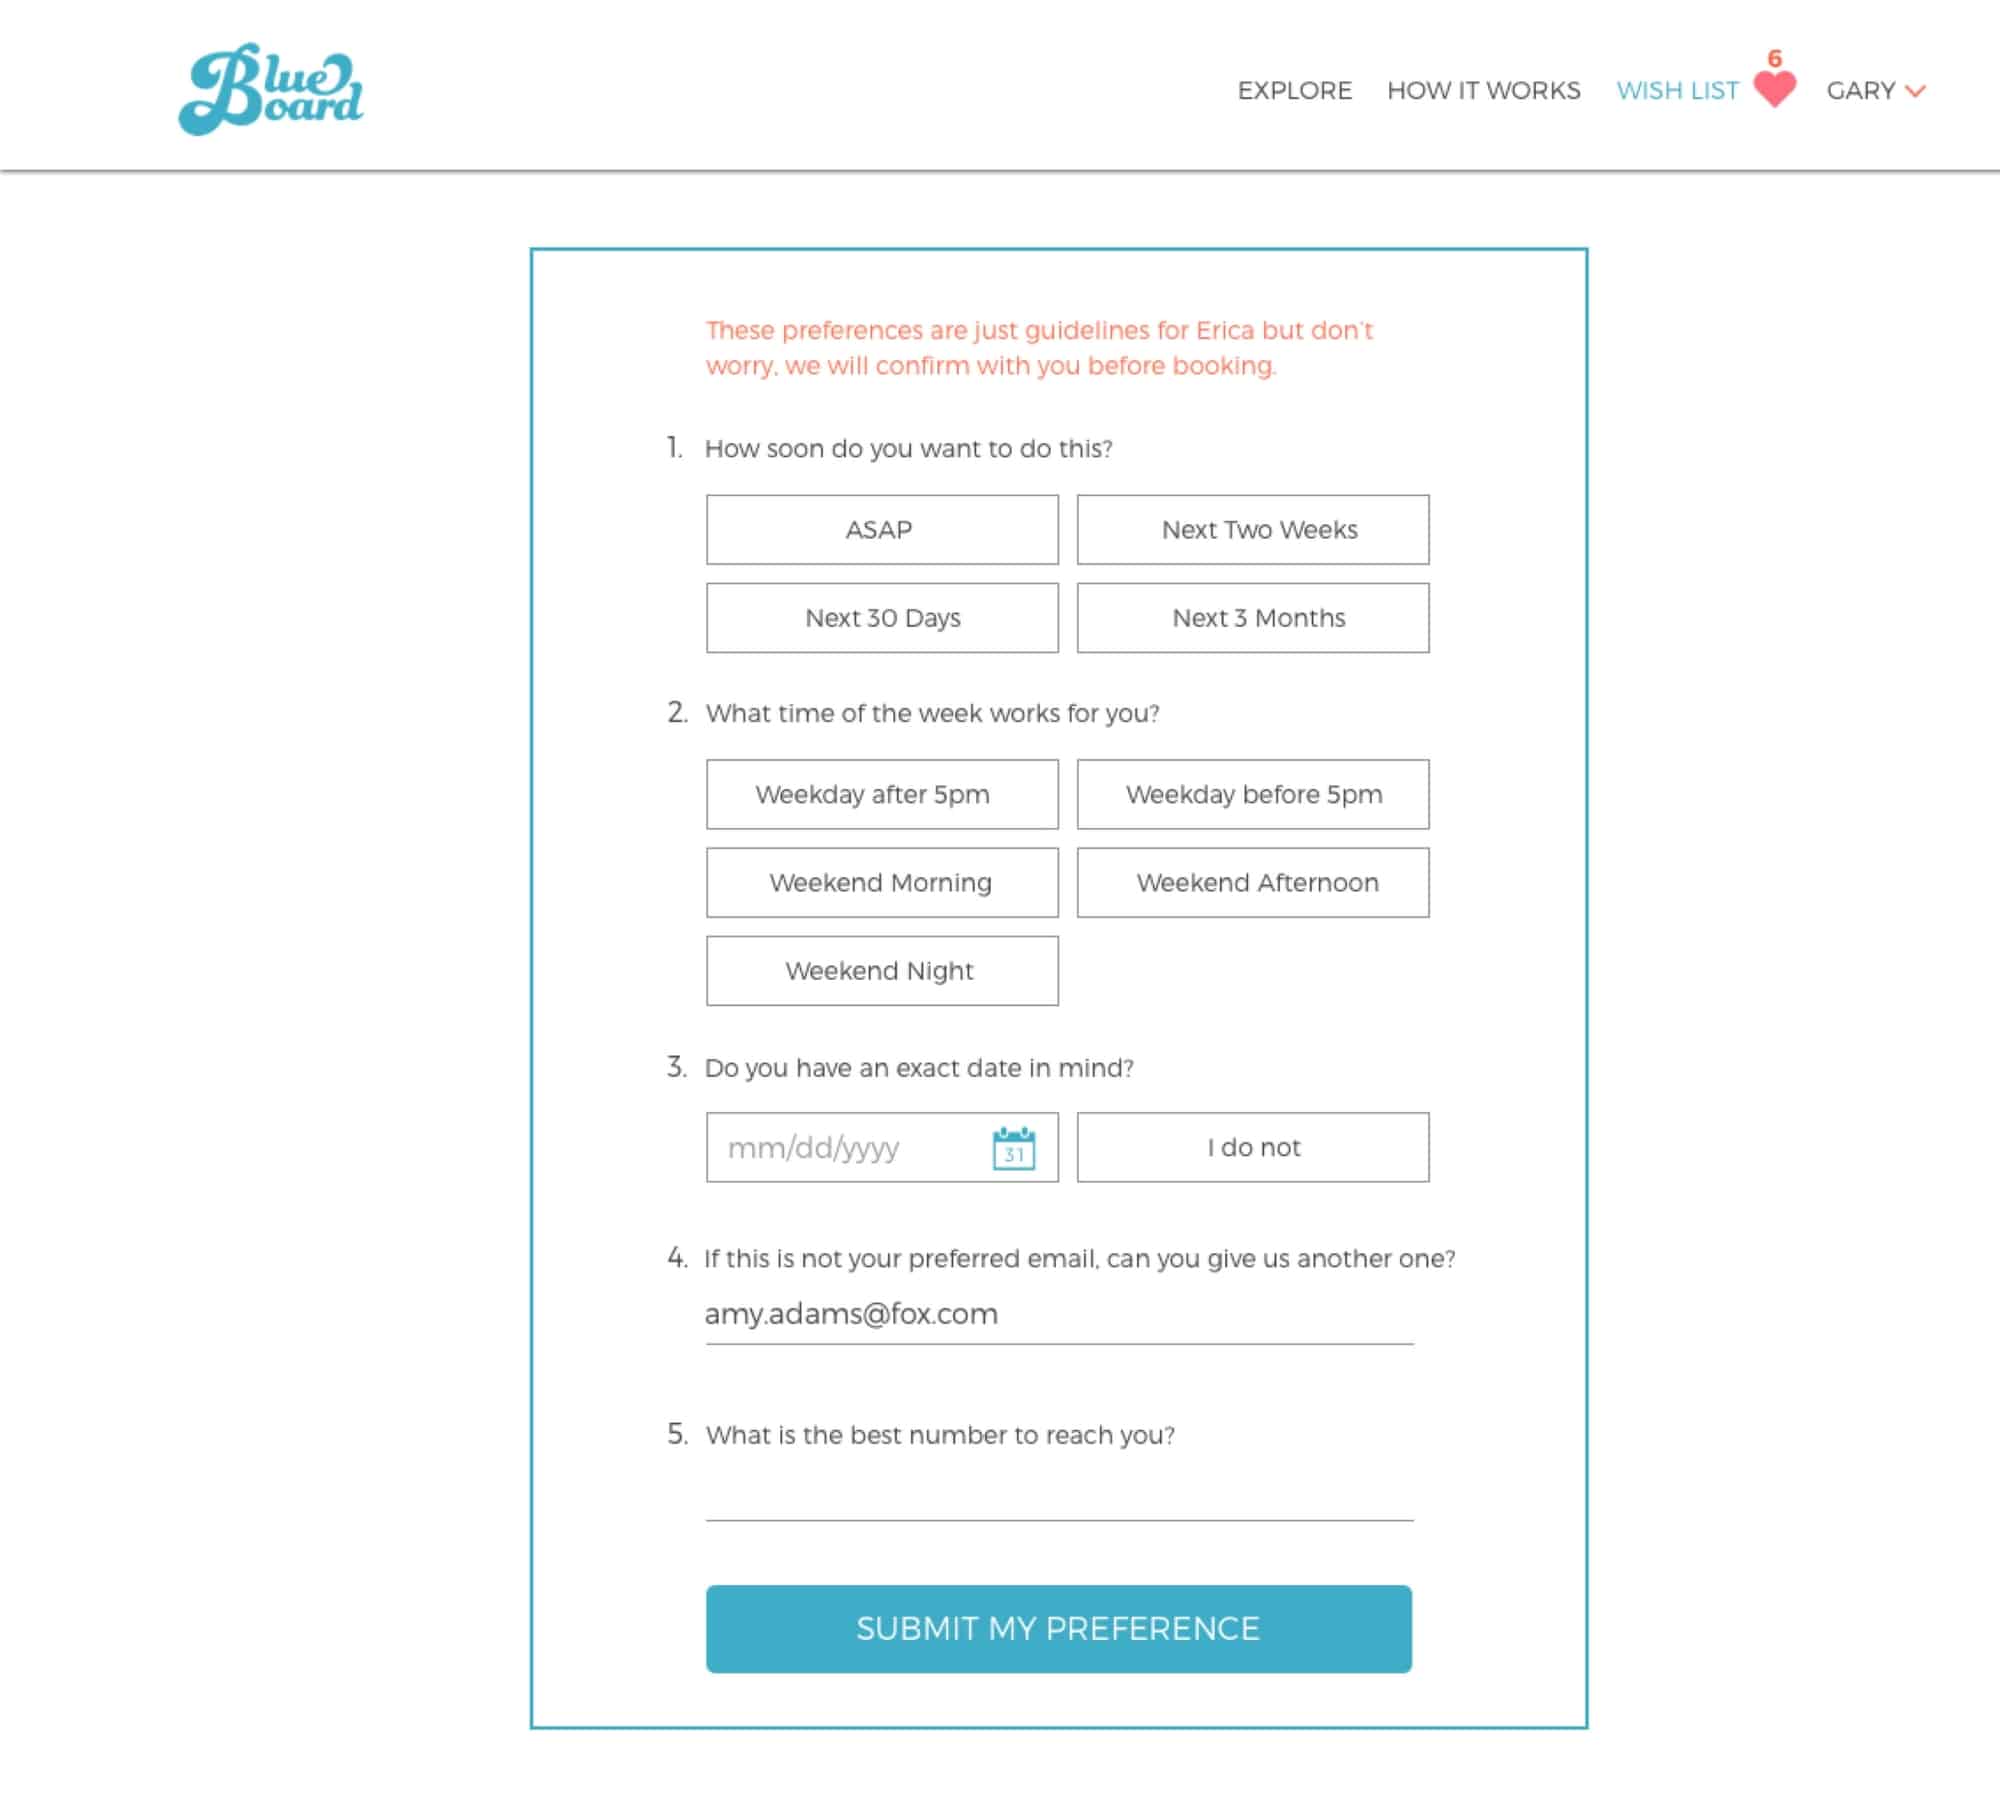 Blue
Board
EXPLORE HOW IT WORKS WISH LIST 6 GARY
These preferences are just guidelines for Erica but don't
worry, we will confirm with you before booking.
1. How soon do you want to do this?
ASAP Next Two Weeks
Next 30 Days Next 3 Months
2. What time of the week works for you?
Weekday after 5pm Weekday before 5pm
Weekend Morning Weekend Afternoon
Weekend Night
3. Do you have an exact date in mind?
mm/dd/yyyy 31 I do not
4. If this is not your preferred email, can you give us another one?
amy.adams@fox.com
5. What is the best number to reach you?
SUBMIT MY PREFERENCE